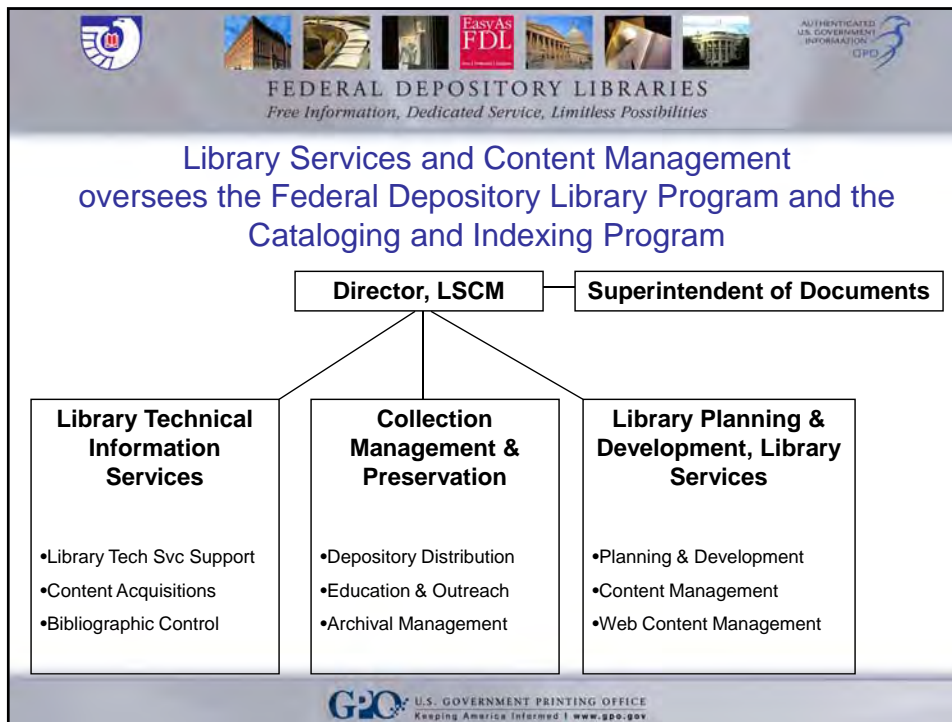 EasyAs
FDL
AUTHENTICATED
U.S. GOVERNMENT
INFORMATION
GPO
FEDERAL DEPOSITORY LIBRARIES
Free Information, Dedicated Service, Limitless Possibilities
Library Services and Content Management
oversees the Federal Depository Library Program and the
Cataloging and Indexing Program
Director, LSCM
Superintendent of Documents
Library Technical
Information
Services
•Library Tech Svc Support
•Content Acquisitions
•Bibliographic Control
Collection
Management &
Preservation
•Depository Distribution
•Education & Outreach
•Archival Management
Library Planning &
Development, Library
Services
•Planning & Development
•Content Management
•Web Content Management
GPO U.S. GOVERNMENT PRINTING OFFICE
Keeping America Informed | www.gpo.gov